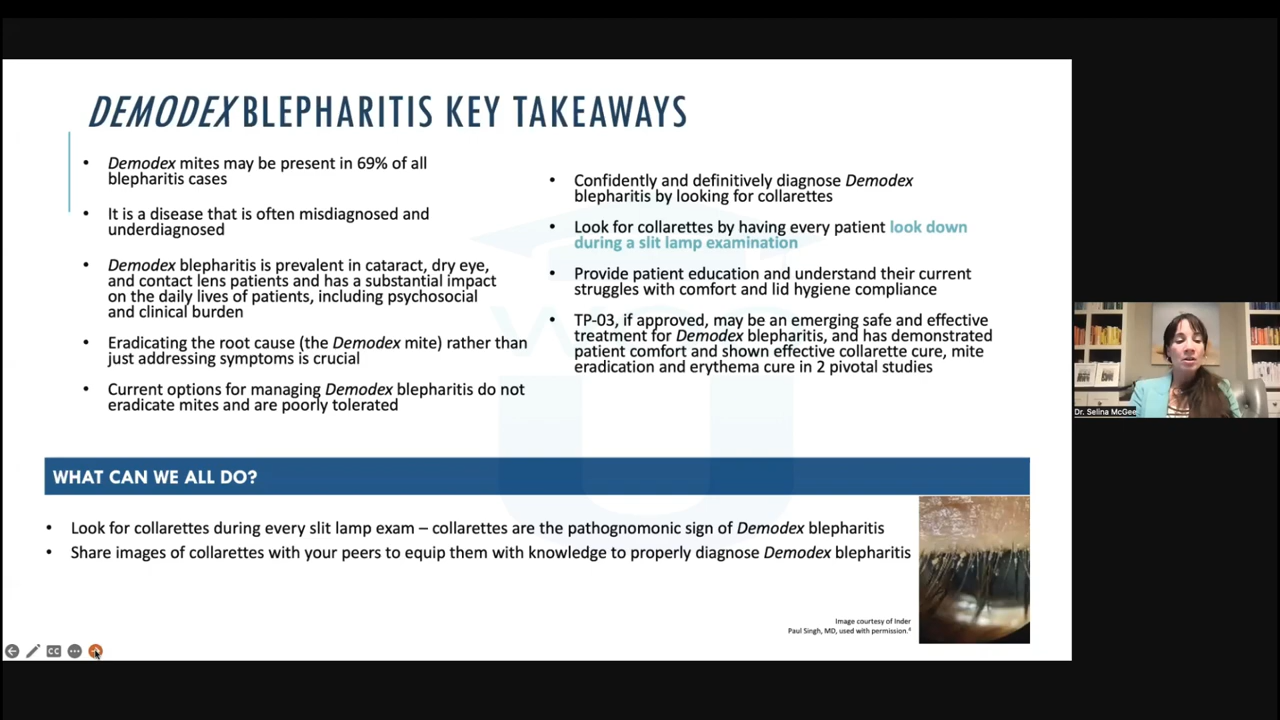 DEMODEX BLEPHARITIS KEY TAKEAWAYS
• Demodex mites may be present in 69% of all
blepharitis cases
• It is a disease that is often misdiagnosed and
underdiagnosed
• Demodex blepharitis is prevalent in cataract, dry eye,
and contact lens patients and has a substantial impact
on the daily lives of patients, including psychosocial
and clinical burden
• Eradicating the root cause (the Demodex mite) rather than
just addressing symptoms is crucial
• Current options for managing Demodex blepharitis do not
eradicate mites and are poorly tolerated
• Confidently and definitively diagnose Demodex
blepharitis by looking for collarettes
• Look for collarettes by having every patient look down
during a slit lamp examination
• Provide patient education and understand their current
struggles with comfort and lid hygiene compliance
• TP-03, if approved, may be an emerging safe and effective
treatment for Demodex blepharitis, and has demonstrated
patient comfort and shown effective collarette cure, mite
eradication and erythema cure in 2 pivotal studies
WHAT CAN WE ALL DO?
• Look for collarettes during every slit lamp exam – collarettes are the pathognomonic sign of Demodex blepharitis
• Share images of collarettes with your peers to equip them with knowledge to properly diagnose Demodex blepharitis
Image courtesy of Inder
Paul Singh, MD, used with permission.⁴
CC
Dr. Selina McGee